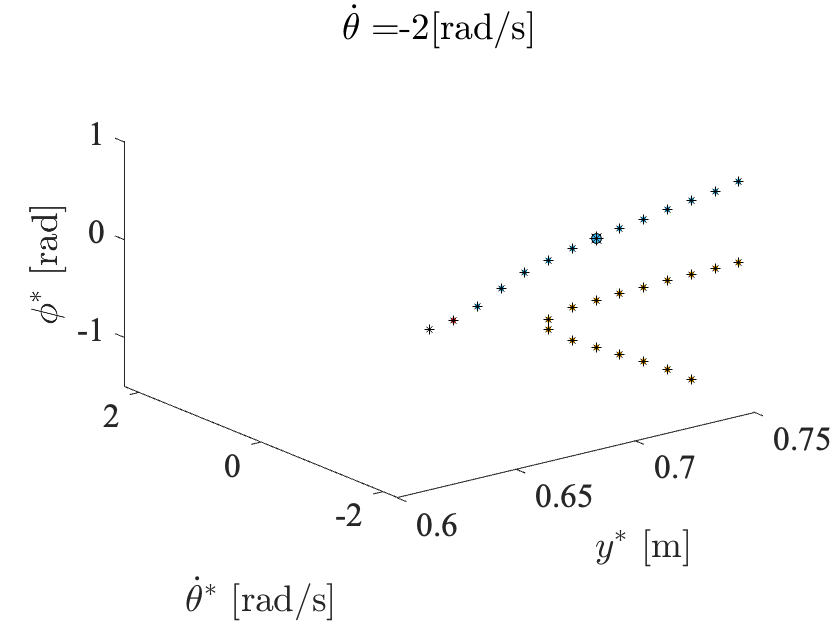 θ̇ =-2[rad/s]
1
0
-1
ϕ* [rad]
2
0
-2
θ̇* [rad/s]
0.6
0.65
0.7
0.75
y* [m]